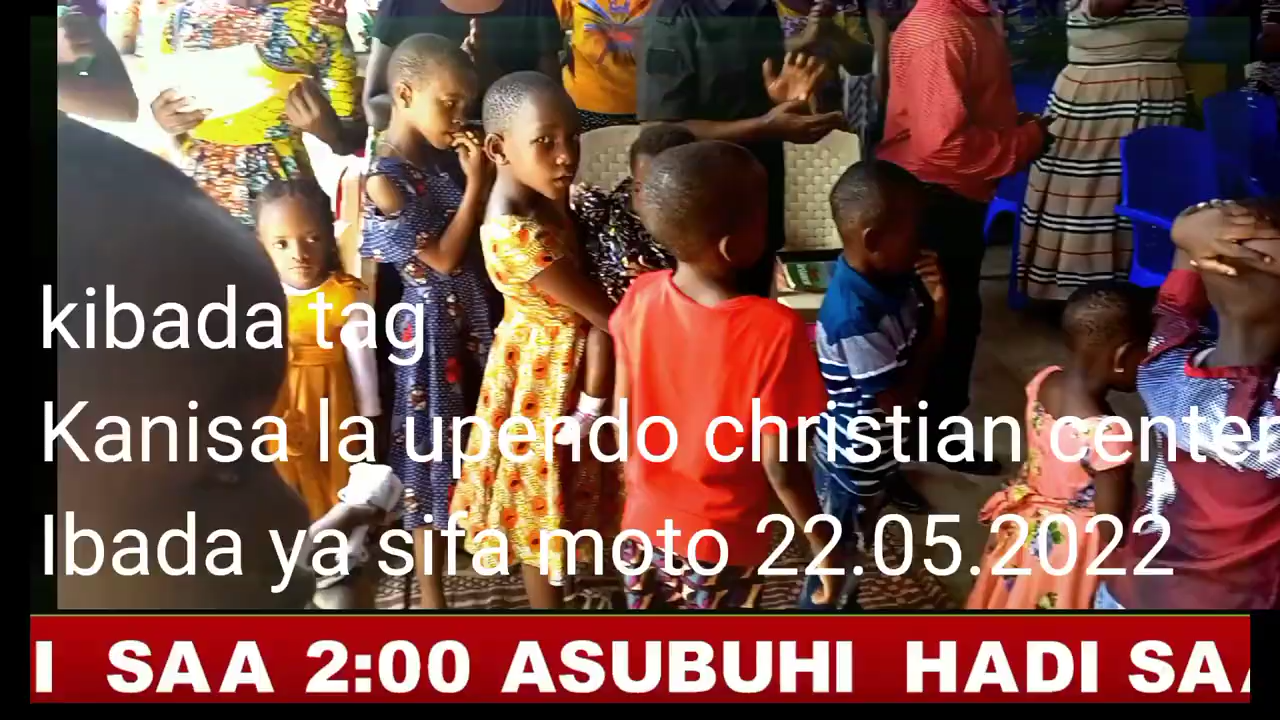 kibada tag
Kanisa la upendo christian center
Ibada ya sifa moto 22.05.2022
I SAA 2:00 ASUBUHI HADI SAA